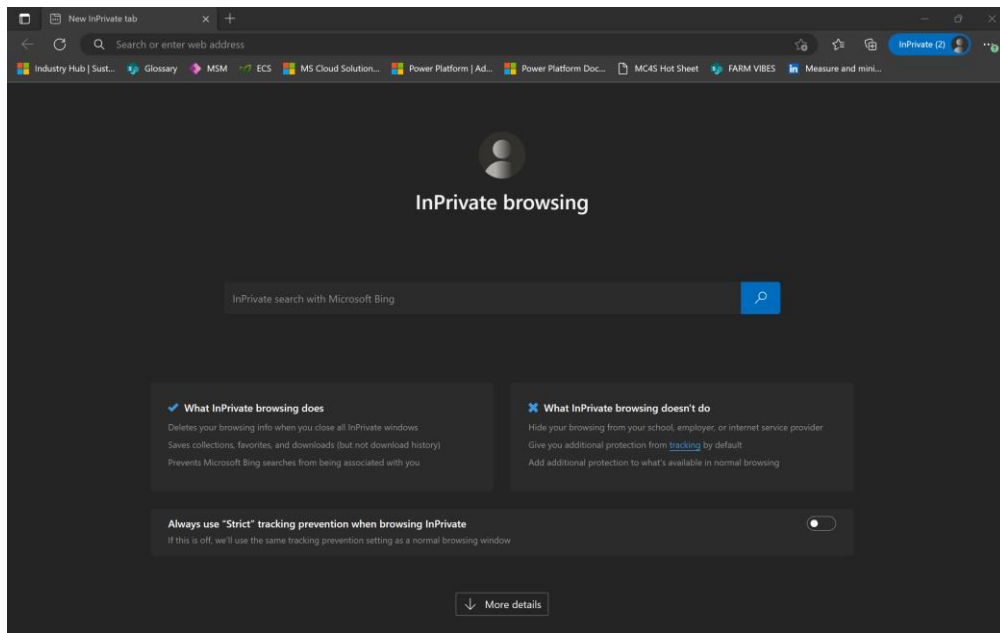 New InPrivate tab
Search or enter web address
InPrivate (2)
Industry Hub | Sust... Glossary MSM ECS MS Cloud Solution... Power Platform | Ad... Power Platform Doc... MC4S Hot Sheet FARM VIBES in Measure and mini...
InPrivate browsing
InPrivate search with Microsoft Bing
What InPrivate browsing does
Deletes your browsing info when you close all InPrivate windows
Saves collections, favorites, and downloads (but not download history)
Prevents Microsoft Bing searches from being associated with you
What InPrivate browsing doesn't do
Hide your browsing from your school, employer, or internet service provider
Give you additional protection from tracking by default
Add additional protection to what's available in normal browsing
Always use "Strict" tracking prevention when browsing InPrivate
If this is off, we'll use the same tracking prevention setting as a normal browsing window
More details